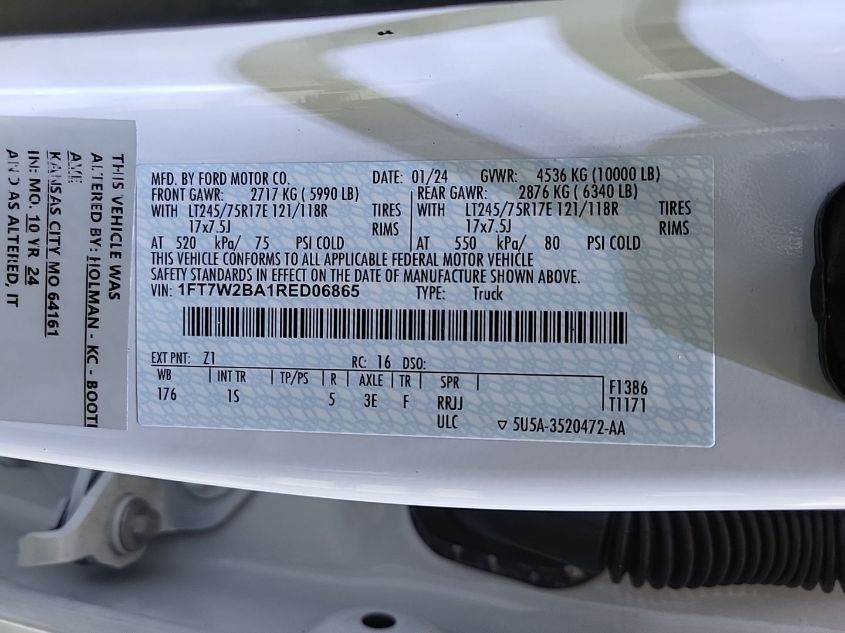 MFD. BY FORD MOTOR CO. DATE: 01/24 GVWR: 4536 KG (10000 LB)
FRONT GAWR: 2717 KG ( 5990 LB) REAR GAWR: 2876 KG ( 6340 LB)
WITH LT245/75R17E 121/118R TIRES WITH LT245/75R17E 121/118R TIRES
17x7.5J RIMS 17x7.5J RIMS
AT 520 kPa/ 75 PSI COLD AT 550 kPa/ 80 PSI COLD
THIS VEHICLE CONFORMS TO ALL APPLICABLE FEDERAL MOTOR VEHICLE
SAFETY STANDARDS IN EFFECT ON THE DATE OF MANUFACTURE SHOWN ABOVE.
VIN: 1FT7W2BA1RED06865 TYPE: Truck
EXT PNT: Z1 RC: 16 DSO:
WB INT TR TP/PS R AXLE TR SPR F1386
176 1S 5 3E F RRJJ T1171
ULC ▽ 5U5A-3520472-AA
THIS VEHICLE WAS
ALTERED BY: HOLMAN - KC - BOOTH
AVE
KANSAS CITY MO 64161
IN: MO. 10 YR 24
AND AS ALTERED, IT